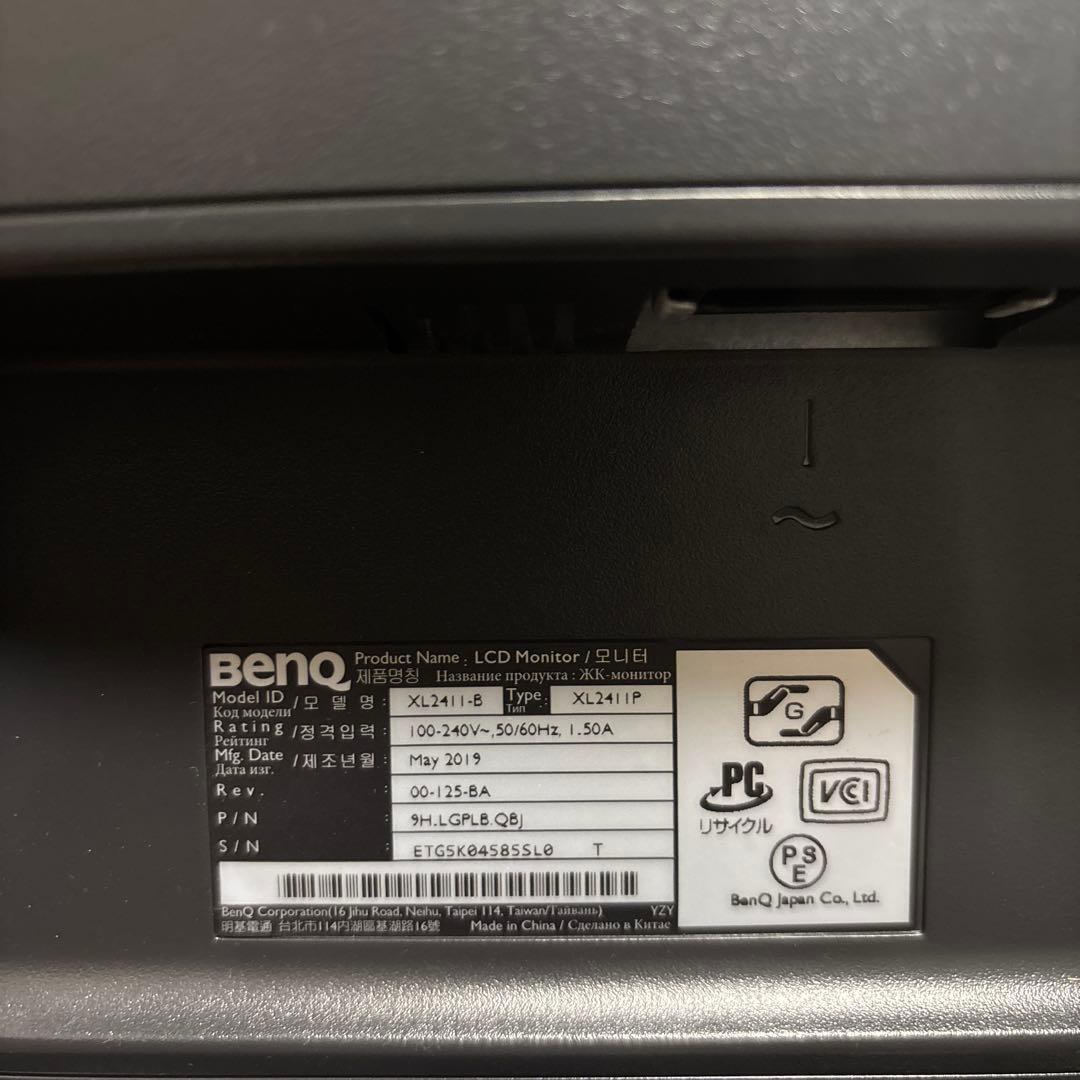 BenQ Product Name : LCD Monitor / 모니터
제품명칭 Название продукта : ЖК-монитор
Model ID / 모 델 명 : XL2411-B Type : XL2411P
Код модели Тип
Rating / 정격입력 : 100-240V~,50/60Hz, 1.50A
Рейтинг
Mfg. Date / 제조년월 : May 2019
Дата изг.
Rev. : 00-125-BA
P/N : 9H.LGPLB.QBJ
S/N : ETG5K04585SL0 T
BenQ Corporation(16 Jihu Road, Neihu, Taipei 114, Taiwan/Тайвань) YZY
明基電通 台北市114內湖區基湖路16號 Made in China / Сделано в Китае
G
PC
リサイクル
VCCI
PSE
BenQ Japan Co., Ltd.